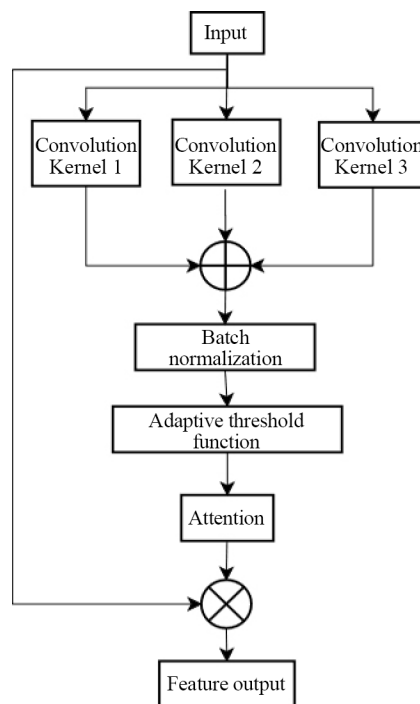 Input
Convolution
Kernel 1
Convolution
Kernel 2
Convolution
Kernel 3
Batch
normalization
Adaptive threshold
function
Attention
Feature output